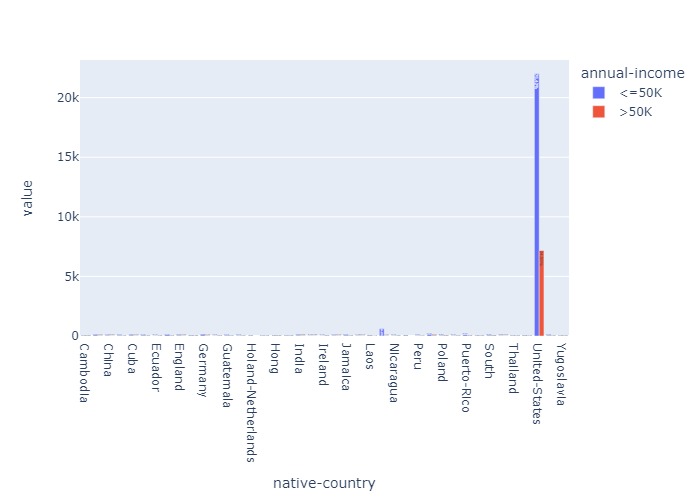 annual-income
<=50K
>50K
20k
15k
10k
5k
0
value
Cambodia
China
Cuba
Ecuador
England
Germany
Guatemala
Holand-Netherlands
Hong
India
Ireland
Jamaica
Laos
Nicaragua
Peru
Poland
Puerto-Rico
South
Thailand
United-States
Yugoslavia
native-country